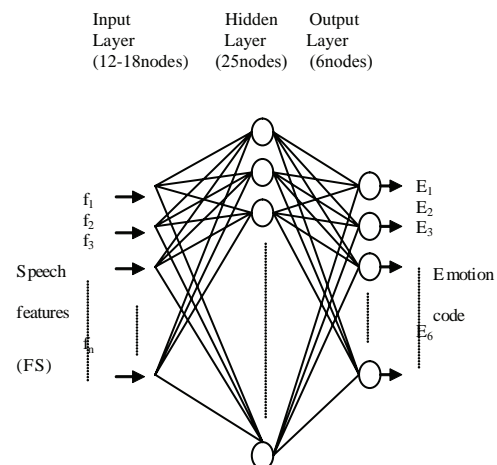 Input Hidden Output
Layer Layer Layer
(12-18nodes) (25nodes) (6nodes)
f1
f2
f3
Speech
features
fn
(FS)
E1
E2
E3
Emotion
code
E6